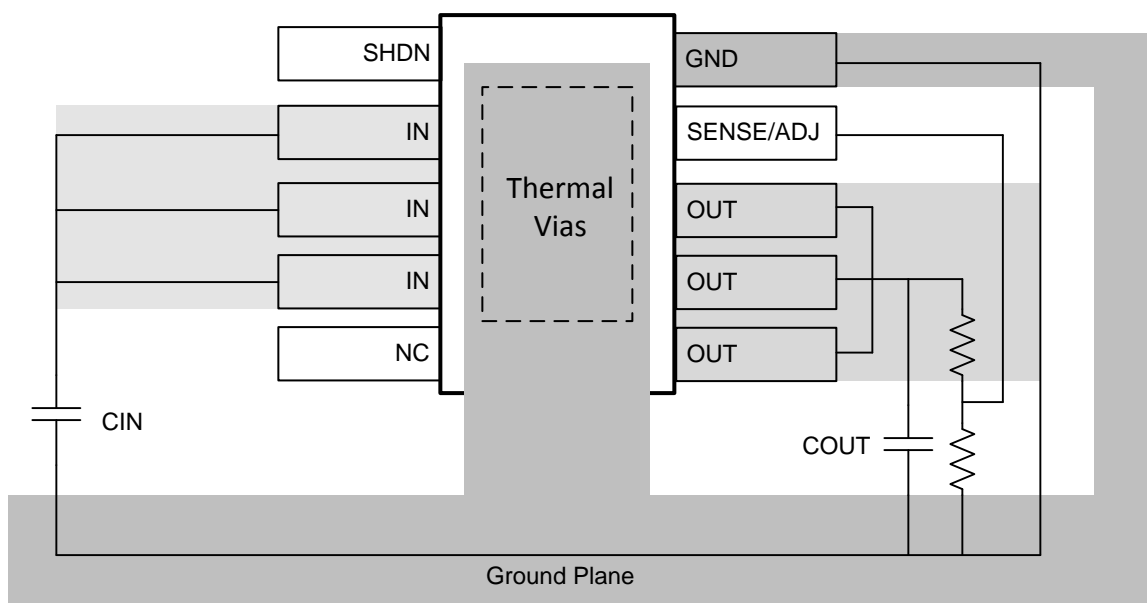 SHDN
GND
IN
SENSE/ADJ
IN
Thermal
Vias
OUT
IN
OUT
NC
OUT
CIN
COUT
Ground Plane